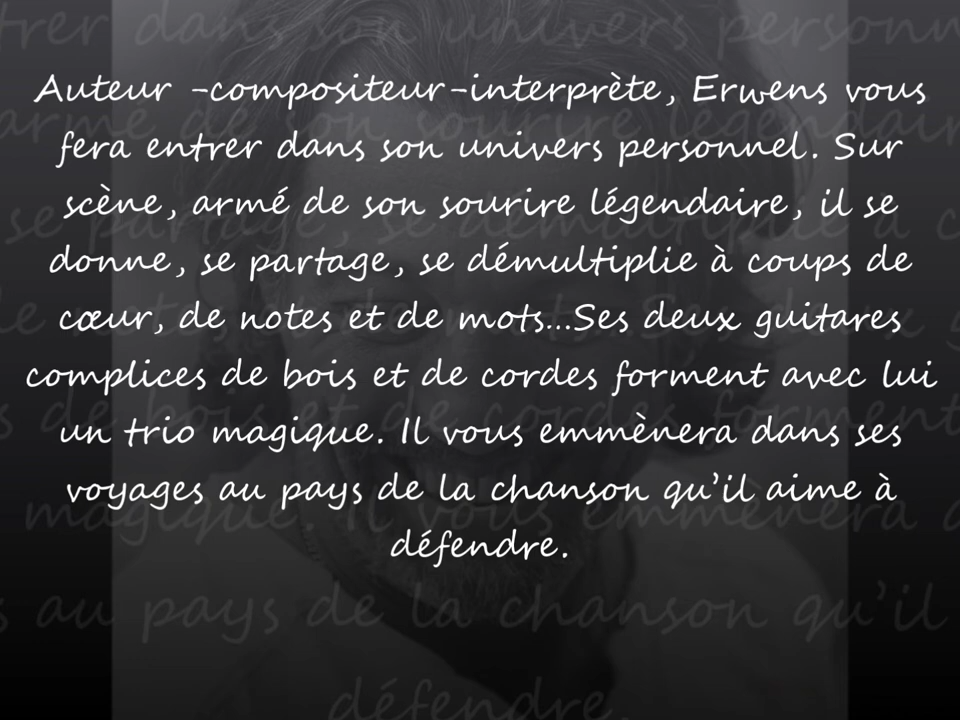 Auteur -compositeur-interprète, Erwens vous
fera entrer dans son univers personnel. Sur
scène, armé de son sourire légendaire, il se
donne, se partage, se démultiplie à coups de
cœur, de notes et de mots...Ses deux guitares
complices de bois et de cordes forment avec lui
un trio magique. Il vous emmènera dans ses
voyages au pays de la chanson qu'il aime à
défendre.